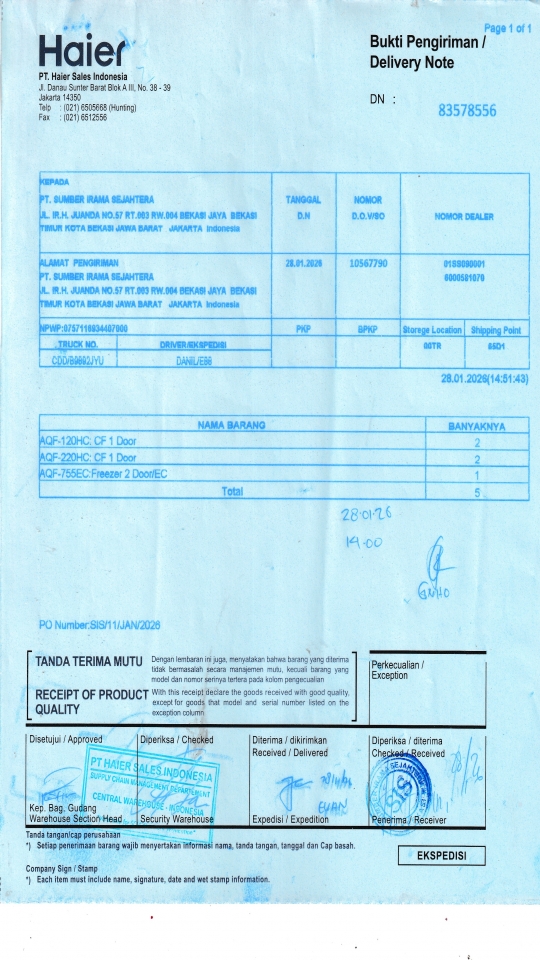 Page 1 of 1
Haier
Bukti Pengiriman /
Delivery Note
PT. Haier Sales Indonesia
Jl. Danau Sunter Barat Blok A III, No. 38 - 39
Jakarta 14350
Telp : (021) 6505668 (Hunting)
Fax : (021) 6512556
DN : 83578556
KEPADA
PT. SUMBER IRAMA SEJAHTERA
JL. IR.H. JUANDA NO.57 RT.003 RW.004 BEKASI JAYA BEKASI
TIMUR KOTA BEKASI JAWA BARAT JAKARTA Indonesia
TANGGAL
D.N
NOMOR
D.O.V/SO
NOMOR DEALER
ALAMAT PENGIRIMAN
PT. SUMBER IRAMA SEJAHTERA
JL. IR.H. JUANDA NO.57 RT.003 RW.004 BEKASI JAYA BEKASI
TIMUR KOTA BEKASI JAWA BARAT JAKARTA Indonesia
28.01.2026
10567790
PKP
BPKP
Storage Location
Shipping Point
TRUCK NO.
DRIVER/EKSPEDISI
00TR
28.01.2026(14:51:43)
NAMA BARANG
BANYAKNYA
AQF-120HC: CF 1 Door 2
AQF-220HC: CF 1 Door 2
AQF-755EC:Freezer 2 Door/EC 1
Total 5
28.01.26
19.00
PO Number:SIS/11/JAN/2026
TANDA TERIMA MUTU
Dengan lembaran ini juga, menyatakan bahwa barang yang diterima
tidak bermasalah secara manajemen mutu, kecuali barang yang
model dan nomor serinya tertera pada kolom pengecualian
RECEIPT OF PRODUCT
QUALITY
With this receipt declare the goods received with good quality,
except for goods that model and serial number listed on the
exception column
Perkecualian /
Exception
Disetujui / Approved
Diperiksa / Checked
Diterima / dikirimkan
Received / Delivered
Diperiksa / diterima
Checked / Received
PT HAIER SALES INDONESIA
SUPPLY CHAIN MANAGEMENT DEPARTEMENT
CENTRAL WAREHOUSE - INDONESIA
Kep. Bag. Gudang
Warehouse Section Head
Security Warehouse
Expedisi / Expedition
Penerima / Receiver
Tanda tangan/cap perusahaan
*) Setiap penerimaan barang wajib menyertakan informasi nama, tanda tangan, tanggal dan Cap basah.
EKSPEDISI
Company Sign / Stamp
*) Each item must include name, signature, date and wet stamp information.